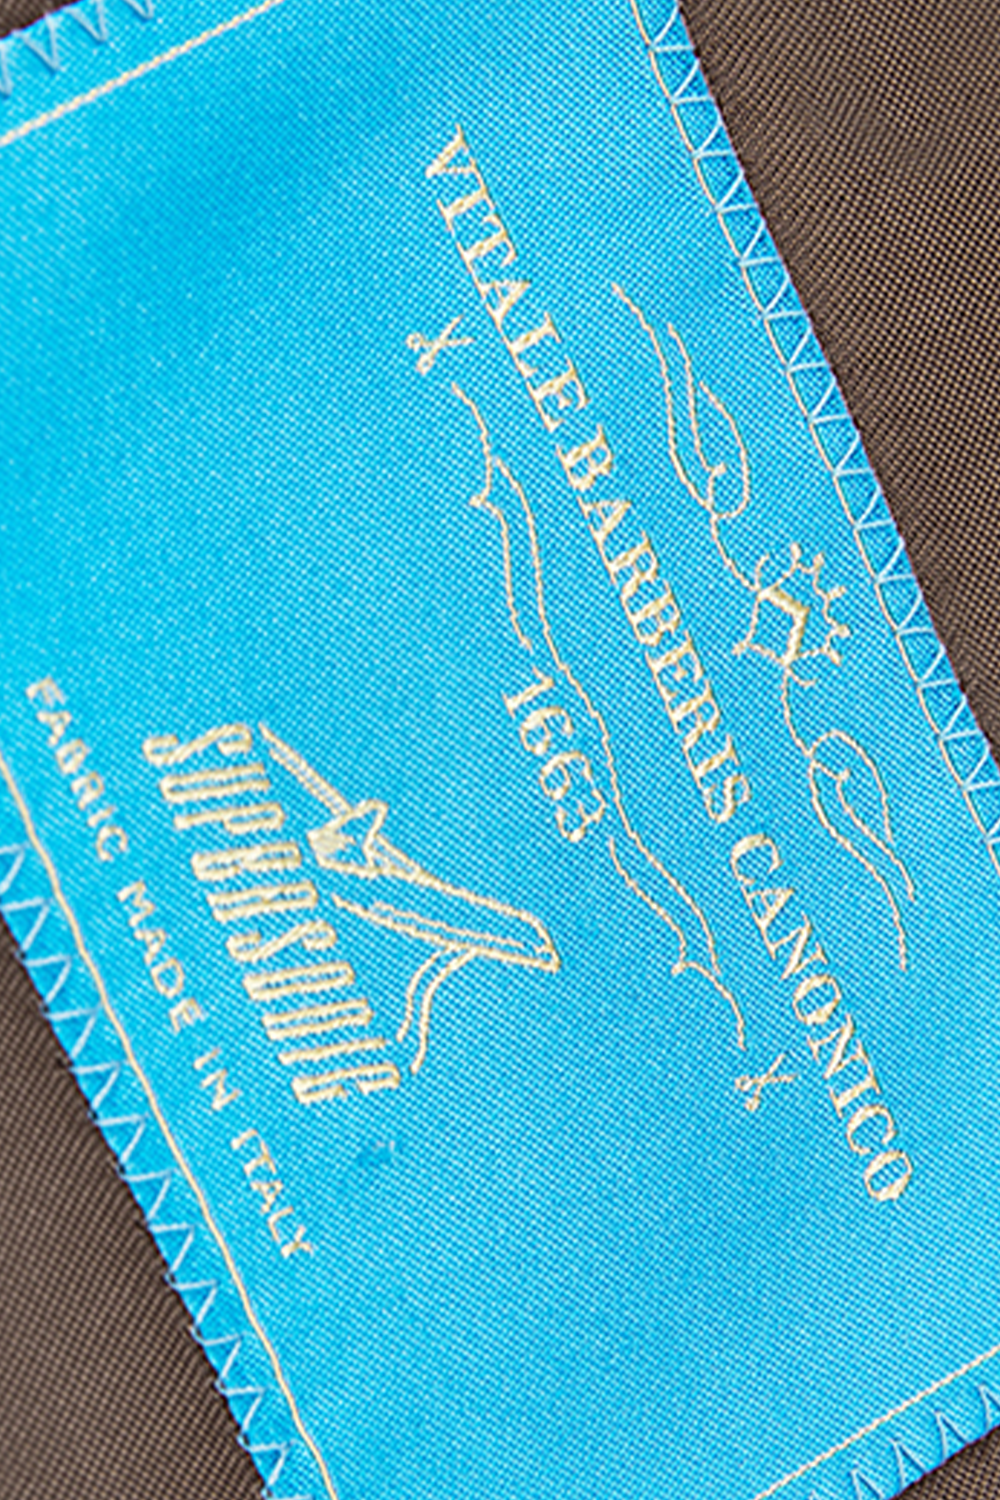 VITALE BARBERIS CANONICO
1663
SUPERSONIC
FABRIC MADE IN ITALY